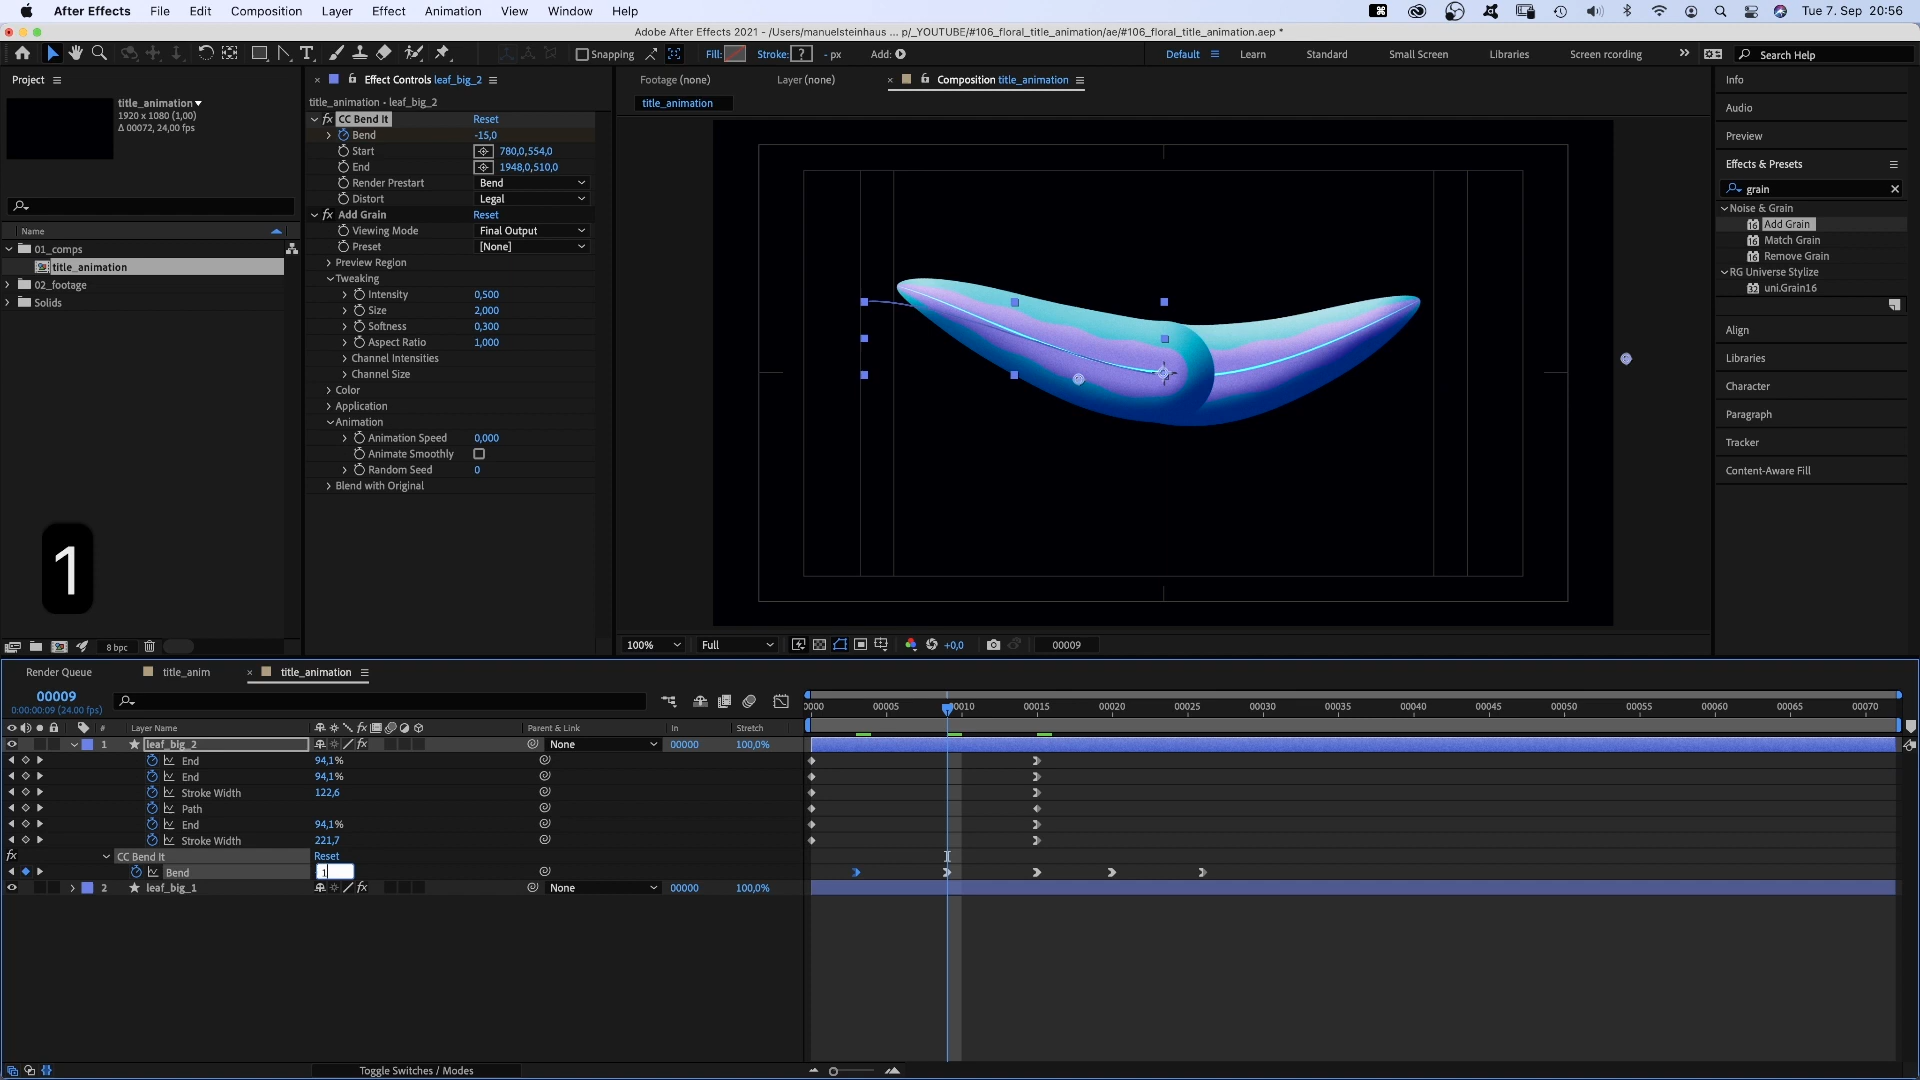 After Effects File Edit Composition Layer Effect Animation View Window Help Tue 7. Sep 20:56
Adobe After Effects 2021 - /Users/manuelsteinhaus ... p/_YOUTUBE/#106_floral_title_animation/ae/#106_floral_title_animation.aep *
Snapping Fill: Stroke: ? - px Add: Default Learn Standard Small Screen Libraries Screen recording Search Help
Project
title_animation
1920 x 1080 (1,00)
Δ 00072, 24,00 fps)
Name
01_comps
title_animation
02_footage
Solids
8 bpc
Effect Controls leaf_big_2
title_animation • leaf_big_2
fx CC Bend It Reset
Bend -15,0
Start 780,0,554,0
End 1948,0,510,0
Render Prestart Bend
Distort Legal
fx Add Grain Reset
Viewing Mode Final Output
Preset [None]
Preview Region
Tweaking
Intensity 0,500
Size 2,000
Softness 0,300
Aspect Ratio 1,000
Channel Intensities
Channel Size
Color
Application
Animation
Animation Speed 0,000
Animate Smoothly
Random Seed 0
Blend with Original
1
Footage (none) Layer (none) Composition title_animation
title_animation
100% Full +0,0 00009
Info
Audio
Preview
Effects & Presets
grain
Noise & Grain
16 Add Grain
16 Match Grain
16 Remove Grain
RG Universe Stylize
32 uni.Grain16
Align
Libraries
Character
Paragraph
Tracker
Content-Aware Fill
Render Queue title_anim title_animation
00009
0:00:00:09 (24.00 fps)
0000 00005 00010 00015 00020 00025 00030 00035 00040 00045 00050 00055 00060 00065 00070
# Layer Name Parent & Link In Stretch
1 leaf_big_2 None 00000 100,0%
End 94,1%
End 94,1%
Stroke Width 122,6
Path
End 94,1%
Stroke Width 221,7
fx CC Bend It Reset
Bend 1
2 leaf_big_1 None 00000 100,0%
Toggle Switches / Modes